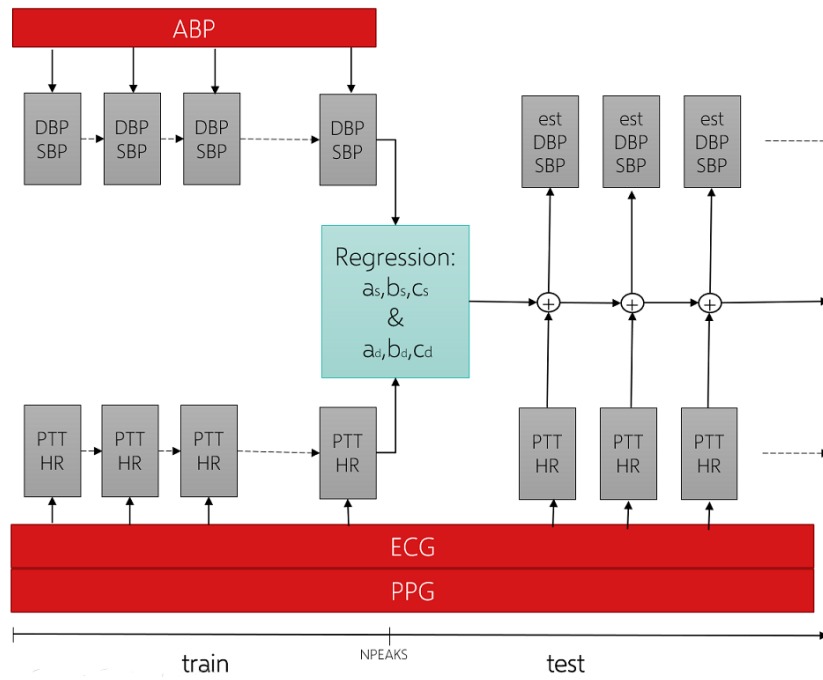 ABP
DBP
SBP
DBP
SBP
DBP
SBP
DBP
SBP
est
DBP
SBP
est
DBP
SBP
est
DBP
SBP
Regression:
as,bs,cs
&
ad,bd,cd
+
+
+
PTT
HR
PTT
HR
PTT
HR
PTT
HR
PTT
HR
PTT
HR
PTT
HR
ECG
PPG
train
NPEAKS
test